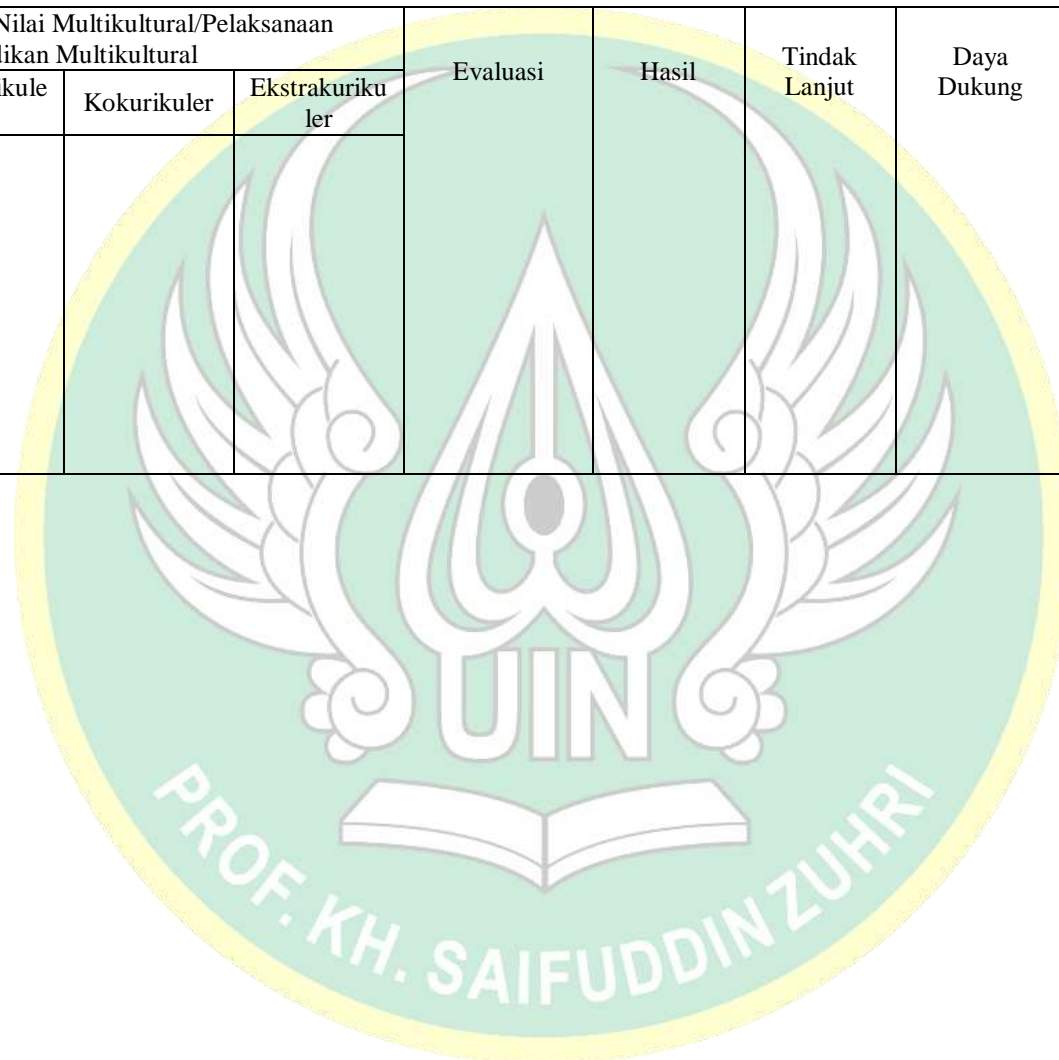 Nilai Multikultural/Pelaksanaan
dikan Multikultural
ikule
Kokurikuler
Ekstrakuriku
ler
Evaluasi
Hasil
Tindak
Lanjut
Daya
Dukung
UIN
PROF. KH. SAIFUDDIN ZUHRI